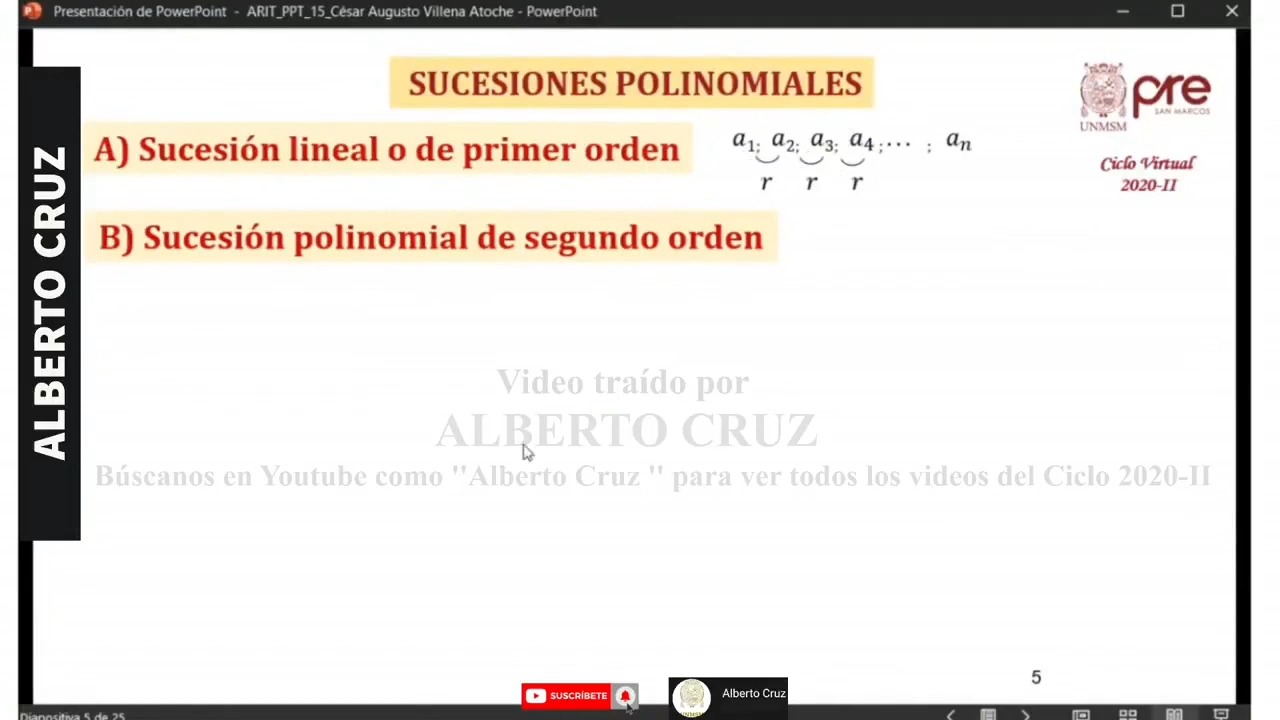 Presentación de PowerPoint - ARIT_PPT_15_César Augusto Villena Atoche - PowerPoint
SUCESIONES POLINOMIALES
UNMSM
pre
SAN MARCOS
Ciclo Virtual
2020-II
A) Sucesión lineal o de primer orden
a₁; a₂; a₃; a₄;⋯ ; aₙ
r r r
B) Sucesión polinomial de segundo orden
ALBERTO CRUZ
Video traído por
ALBERTO CRUZ
Búscanos en Youtube como "Alberto Cruz " para ver todos los videos del Ciclo 2020-II
5
SUSCRÍBETE
UNMSM
Alberto Cruz
Diapositiva 5 de 25